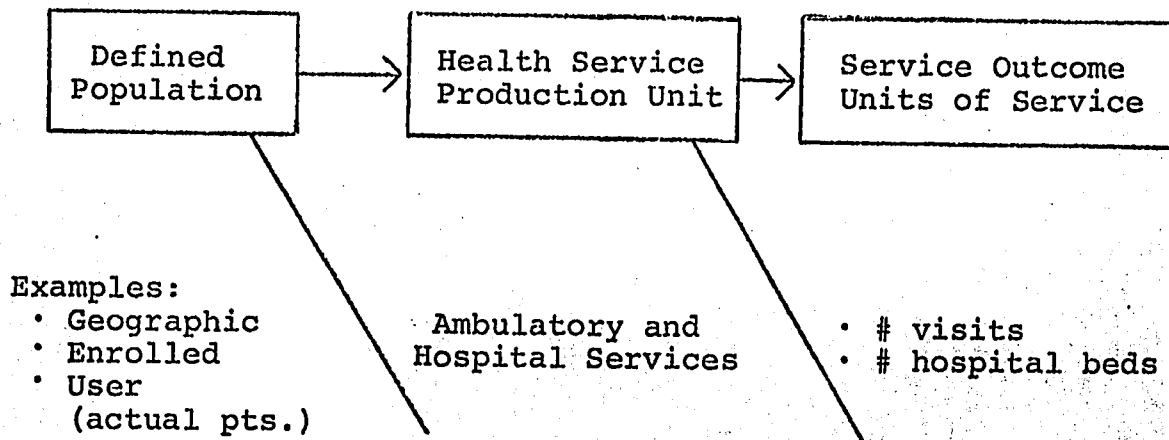 Defined
Population
Health Service
Production Unit
Service Outcome
Units of Service
Examples:
• Geographic
• Enrolled
• User
(actual pts.)
Ambulatory and
Hospital Services
• # visits
• # hospital beds